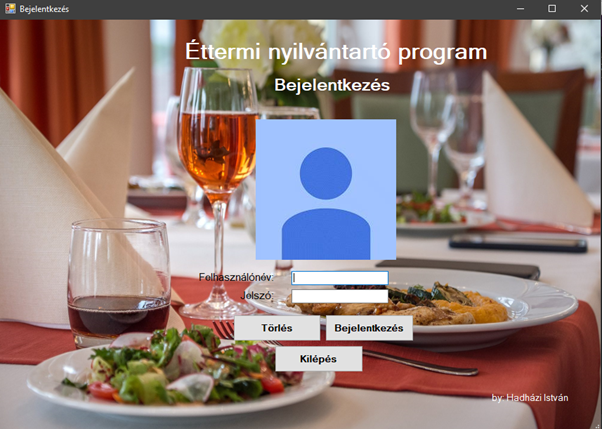 Bejelentkezés
Éttermi nyilvántartó program
Bejelentkezés
Felhasználónév:
Jelszó:
Törlés Bejelentkezés
Kilépés
by: Hadházi István